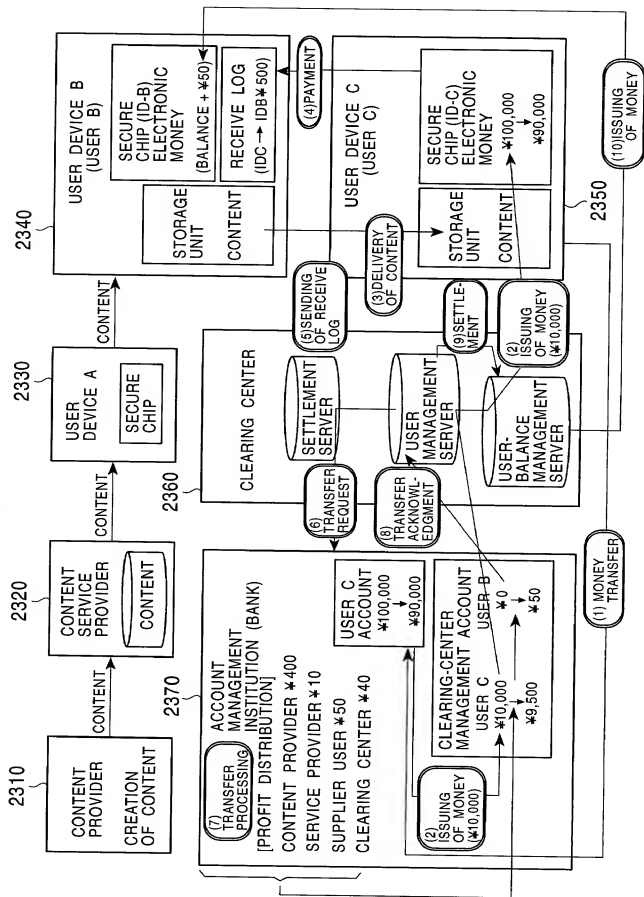 2310
CONTENT
PROVIDER
CREATION
OF CONTENT
CONTENT
2320
CONTENT
SERVICE
PROVIDER
CONTENT
CONTENT
2330
USER DEVICE A
SECURE
CHIP
CONTENT
2340
USER DEVICE B
(USER B)
STORAGE
UNIT
CONTENT
SECURE
CHIP (ID-B)
ELECTRONIC
MONEY
(BALANCE + ¥50)
RECEIVE LOG
(IDC → IDB¥ 500)
2370
(7)
TRANSFER
PROCESSING
ACCOUNT
MANAGEMENT
INSTITUTION (BANK)
[PROFIT DISTRIBUTION]
CONTENT PROVIDER ¥400
SERVICE PROVIDER ¥10
SUPPLIER USER ¥50
CLEARING CENTER ¥40
USER C
ACCOUNT
¥100,000
→
¥90,000
(2)
ISSUING
OF MONEY
(¥10,000)
CLEARING-CENTER
MANAGEMENT ACCOUNT
USER C
¥10,000
→
¥9,500
USER B
¥0
→
¥50
2360
CLEARING CENTER
SETTLEMENT
SERVER
USER
MANAGEMENT
SERVER
USER-
BALANCE
MANAGEMENT
SERVER
(6)
TRANSFER
REQUEST
(8)
TRANSFER
ACKNOWL-
EDGMENT
(5)SENDING
OF RECEIVE
LOG
(3)DELIVERY
OF CONTENT
(4)PAYMENT
(9)SETTLE-
MENT
(2)
ISSUING
OF MONEY
(¥10,000)
USER DEVICE C
(USER C)
STORAGE
UNIT
CONTENT
SECURE
CHIP (ID-C)
ELECTRONIC
MONEY
¥100,000
→
¥90,000
2350
(1) MONEY
TRANSFER
(10)ISSUING
OF MONEY